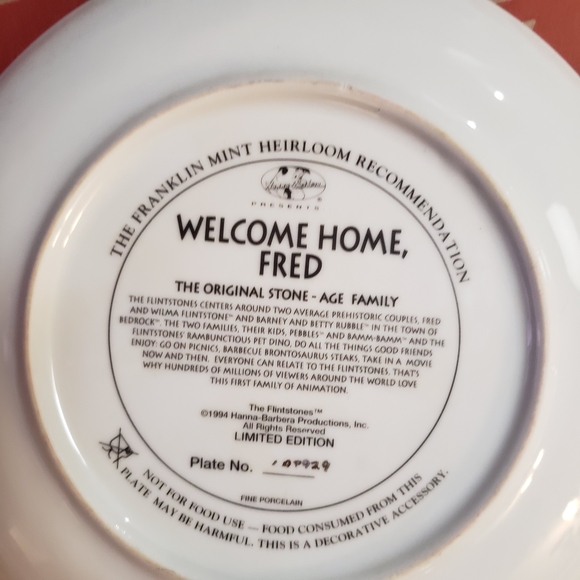 THE FRANKLIN MINT HEIRLOOM RECOMMENDATION
Hanna-Barbera ®
PRESENTS
WELCOME HOME,
FRED
THE ORIGINAL STONE - AGE FAMILY
THE FLINTSTONES CENTERS AROUND TWO AVERAGE PREHISTORIC COUPLES, FRED
AND WILMA FLINTSTONE™ AND BARNEY AND BETTY RUBBLE™ IN THE TOWN OF
BEDROCK™. THE TWO FAMILIES, THEIR KIDS, PEBBLES™ AND BAMM-BAMM™ AND THE
FLINTSTONES' RAMBUNCTIOUS PET DINO, DO ALL THE THINGS GOOD FRIENDS
ENJOY: GO ON PICNICS, BARBECUE BRONTOSAURUS STEAKS, TAKE IN A MOVIE
NOW AND THEN. EVERYONE CAN RELATE TO THE FLINTSTONES. THAT'S
WHY HUNDREDS OF MILLIONS OF VIEWERS AROUND THE WORLD LOVE
THIS FIRST FAMILY OF ANIMATION.
The Flintstones™
©1994 Hanna-Barbera Productions, Inc.
All Rights Reserved
LIMITED EDITION
Plate No.
FINE PORCELAIN
NOT FOR FOOD USE — FOOD CONSUMED FROM THIS
PLATE MAY BE HARMFUL. THIS IS A DECORATIVE ACCESSORY.